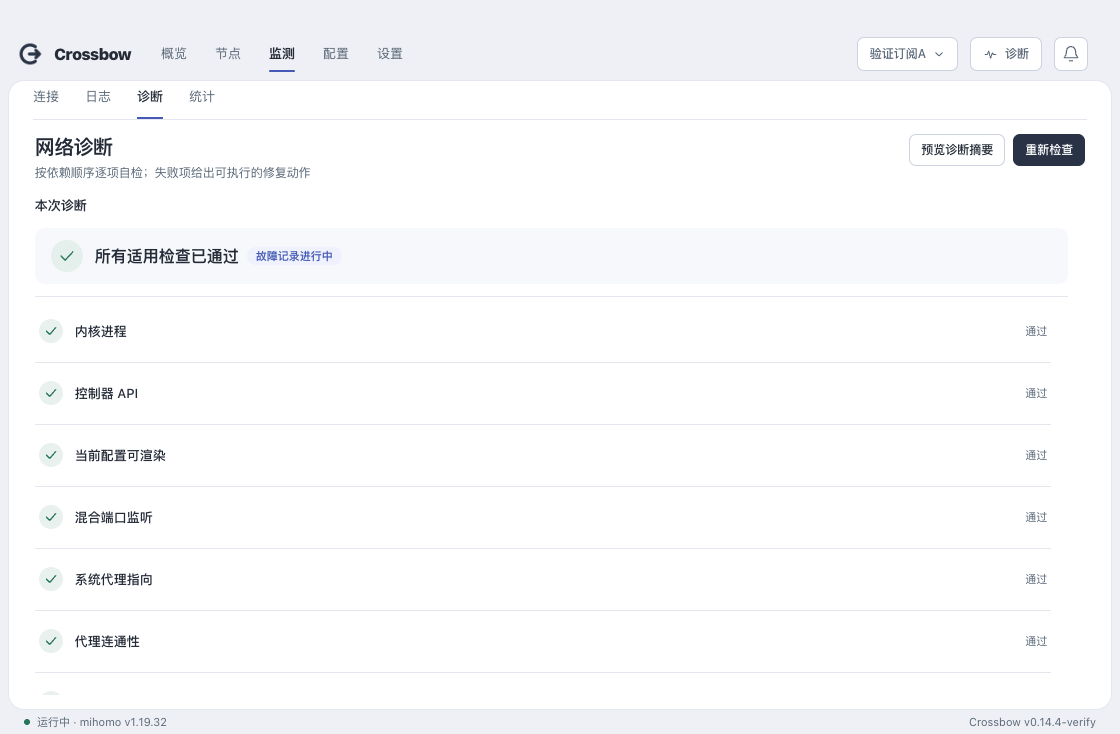 Crossbow 概览 节点 监测 配置 设置 验证订阅A 诊断
连接 日志 诊断 统计
网络诊断
预览诊断摘要 重新检查
按依赖顺序逐项自检；失败项给出可执行的修复动作
本次诊断
所有适用检查已通过 故障记录进行中
内核进程 通过
控制器 API 通过
当前配置可渲染 通过
混合端口监听 通过
系统代理指向 通过
代理连通性 通过
运行中 · mihomo v1.19.32 Crossbow v0.14.4-verify